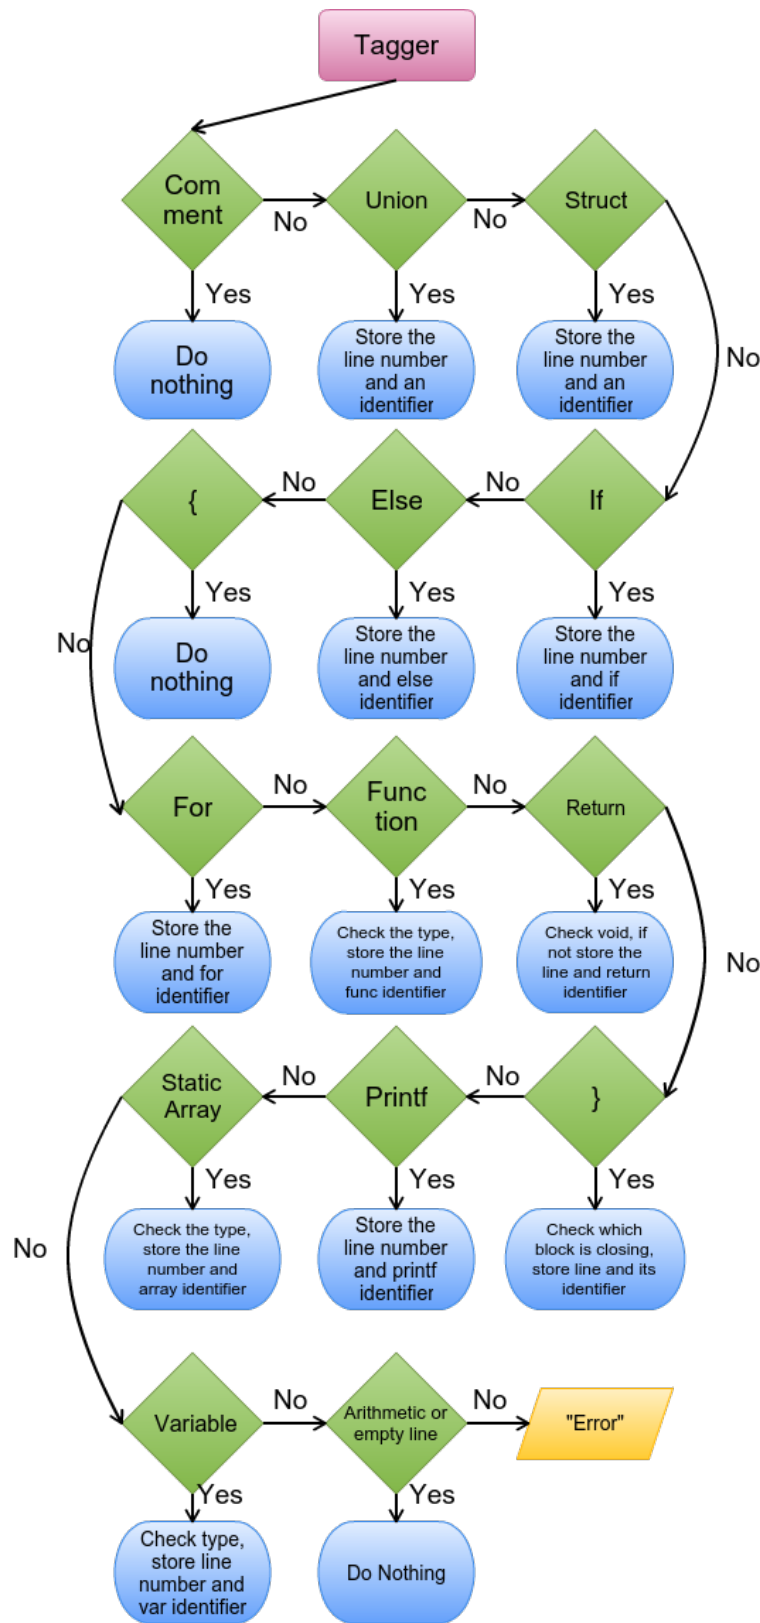 Tagger
Com
ment
No
Union
No
Struct
Yes
Yes
Yes
No
Do
nothing
Store the
line number
and an
identifier
Store the
line number
and an
identifier
If
No
Else
No
{
Yes
Yes
Yes
No
Store the
line number
and if
identifier
Store the
line number
and else
identifier
Do
nothing
For
No
Func
tion
No
Return
Yes
Yes
Yes
No
Store the
line number
and for
identifier
Check the type,
store the line
number and
func identifier
Check void, if
not store the
line and return
identifier
}
No
Printf
No
Static
Array
Yes
Yes
Yes
No
Check which
block is closing,
store line and its
identifier
Store the
line number
and printf
identifier
Check the type,
store the line
number and
array identifier
Variable
No
Arithmetic or
empty line
No
"Error"
Yes
Yes
Check type,
store line
number and
var identifier
Do Nothing